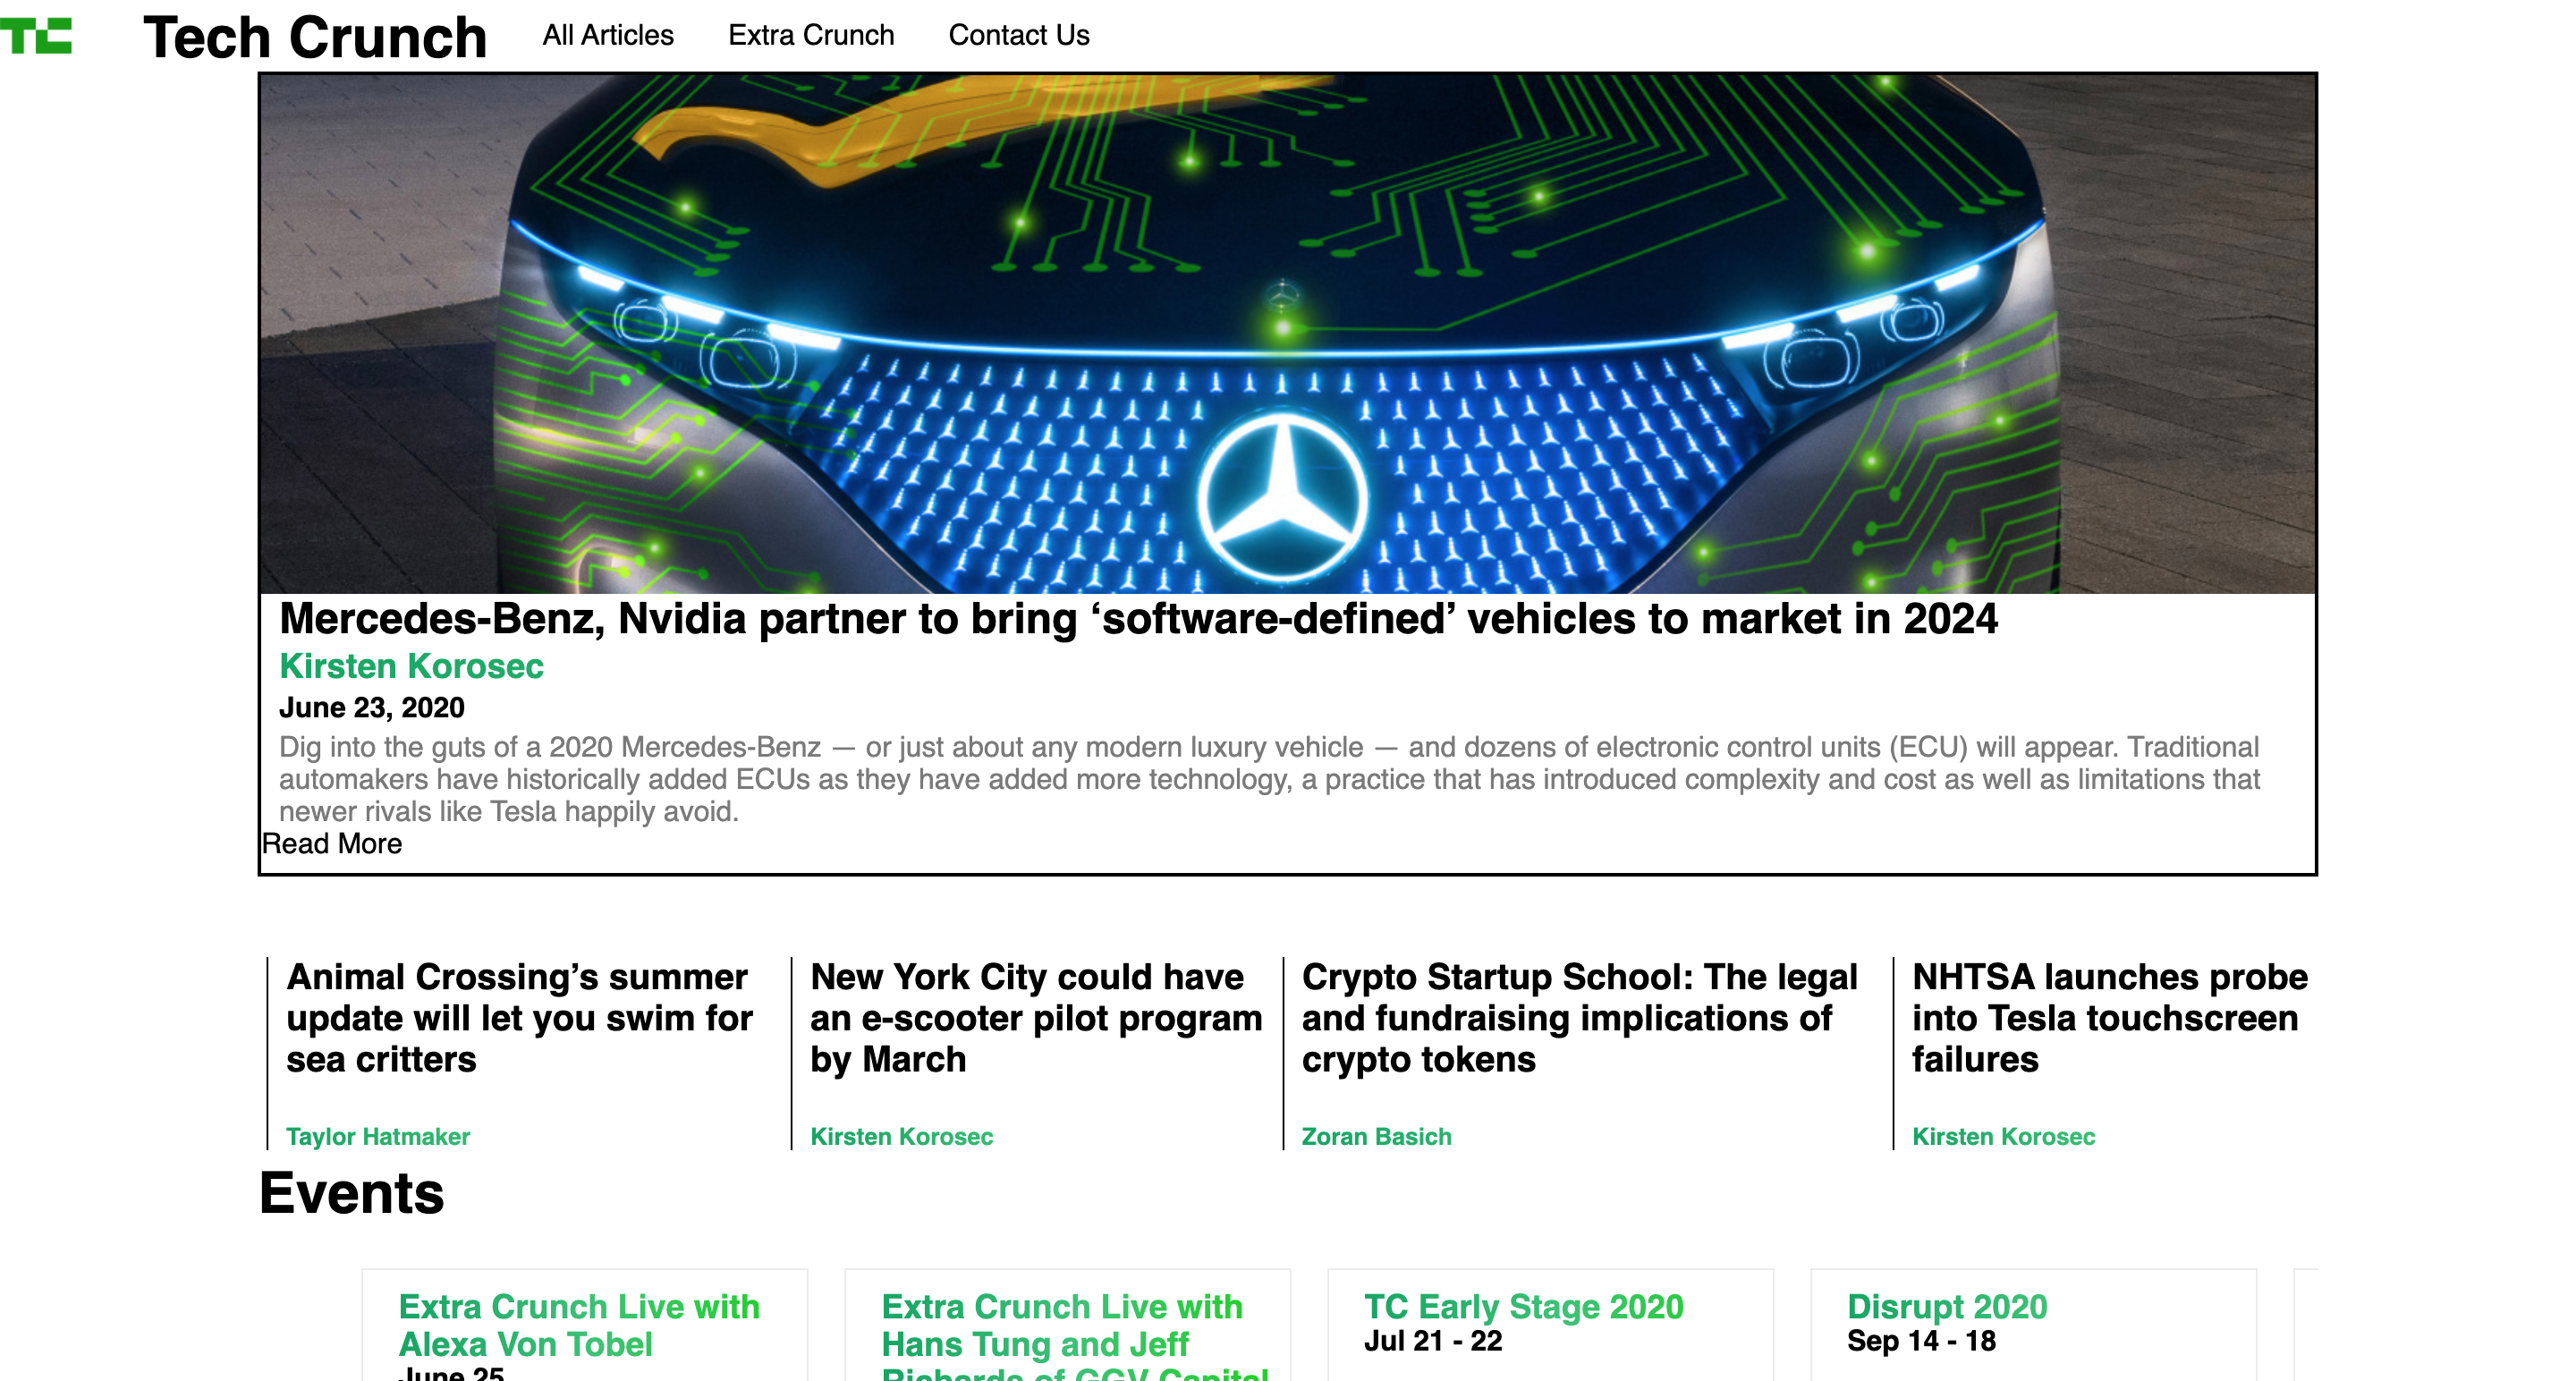 TC
Tech Crunch
All Articles
Extra Crunch
Contact Us
Mercedes-Benz, Nvidia partner to bring ‘software-defined’ vehicles to market in 2024
Kirsten Korosec
June 23, 2020
Dig into the guts of a 2020 Mercedes-Benz — or just about any modern luxury vehicle — and dozens of electronic control units (ECU) will appear. Traditional
automakers have historically added ECUs as they have added more technology, a practice that has introduced complexity and cost as well as limitations that
newer rivals like Tesla happily avoid.
Read More
Animal Crossing’s summer
update will let you swim for
sea critters
Taylor Hatmaker
New York City could have
an e-scooter pilot program
by March
Kirsten Korosec
Crypto Startup School: The legal
and fundraising implications of
crypto tokens
Zoran Basich
NHTSA launches probe
into Tesla touchscreen
failures
Kirsten Korosec
Events
Extra Crunch Live with
Alexa Von Tobel
June 25
Extra Crunch Live with
Hans Tung and Jeff
Richards of GGV Capital
TC Early Stage 2020
Jul 21 - 22
Disrupt 2020
Sep 14 - 18